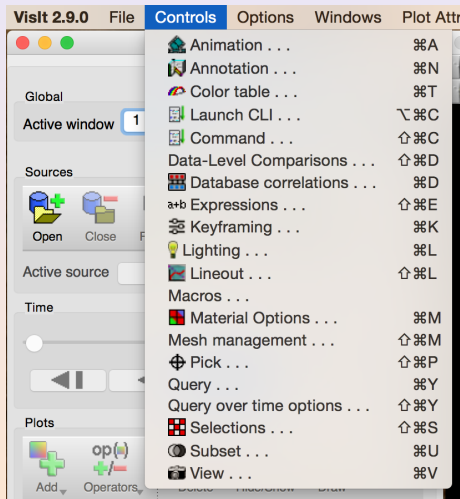 VisIt 2.9.0 File Controls Options Windows Plot Att
Global
Active window 1
Sources
Open Close
Active source
Time
Plots
op(●)
+/-
Add Operators
Animation . . . ⌘A
Annotation . . . ⌘N
Color table . . . ⌘T
Launch CLI . . . ⌥⌘C
Command . . . ⇧⌘C
Data-Level Comparisons . . . ⇧⌘D
Database correlations . . . ⌘D
a+b Expressions . . . ⇧⌘E
Keyframing . . . ⌘K
Lighting . . . ⌘L
Lineout . . . ⇧⌘L
Macros . . .
Material Options . . . ⌘M
Mesh management . . . ⇧⌘M
Pick . . . ⇧⌘P
Query . . . ⌘Y
Query over time options . . . ⇧⌘Y
Selections . . . ⇧⌘S
Subset . . . ⌘U
View . . . ⌘V